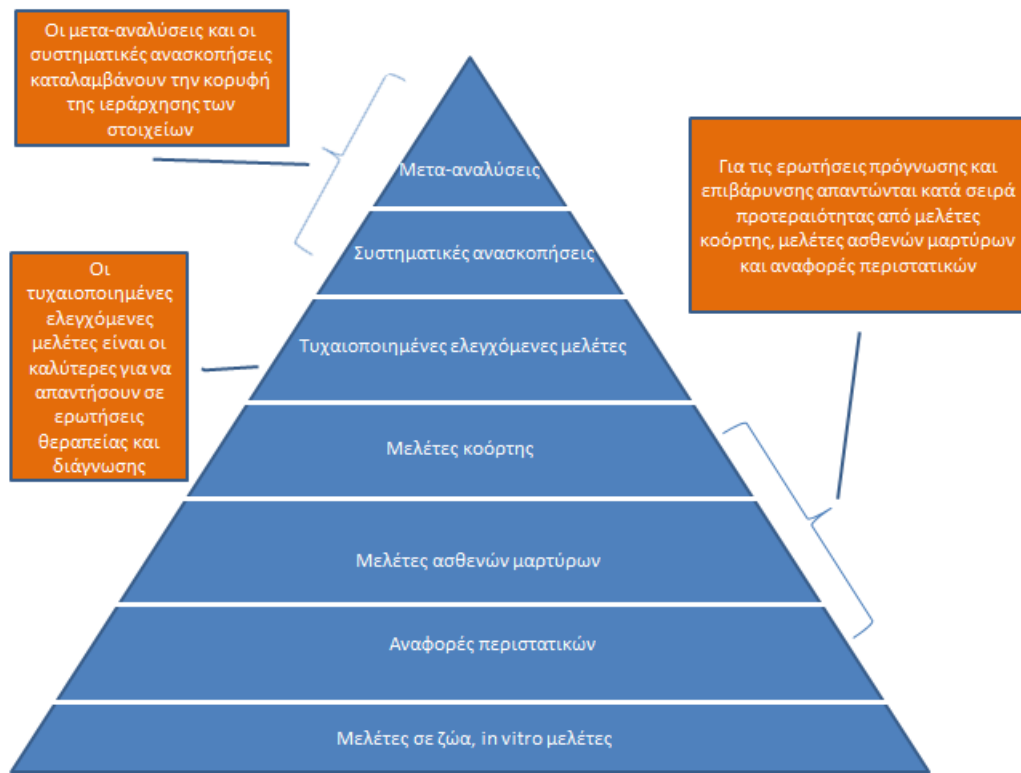 Οι μετα-αναλύσεις και οι
συστηματικές ανασκοπήσεις
καταλαμβάνουν την κορυφή
της ιεράρχησης των
στοιχείων
Μετα-αναλύσεις
Για τις ερωτήσεις πρόγνωσης και
επιβάρυνσης απαντώνται κατά σειρά
προτεραιότητας από μελέτες
κοόρτης, μελέτες ασθενών μαρτύρων
και αναφορές περιστατικών
Συστηματικές ανασκοπήσεις
Οι
τυχαιοποιημένες
ελεγχόμενες
μελέτες είναι οι
καλύτερες για να
απαντήσουν σε
ερωτήσεις
θεραπείας και
διάγνωσης
Τυχαιοποιημένες ελεγχόμενες μελέτες
Μελέτες κοόρτης
Μελέτες ασθενών μαρτύρων
Αναφορές περιστατικών
Μελέτες σε ζώα, in vitro μελέτες